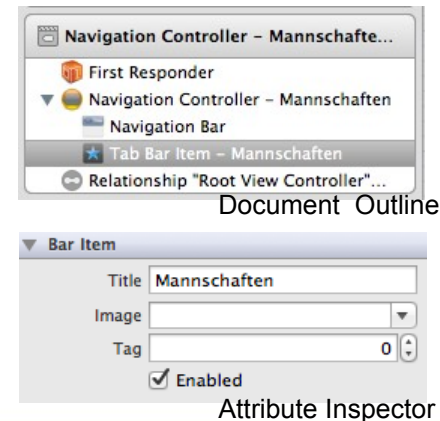 Navigation Controller – Mannschafte...
First Responder
Navigation Controller – Mannschaften
Navigation Bar
Tab Bar Item – Mannschaften
Relationship "Root View Controller"...
Document Outline
Bar Item
Title Mannschaften
Image
Tag 0
Enabled
Attribute Inspector